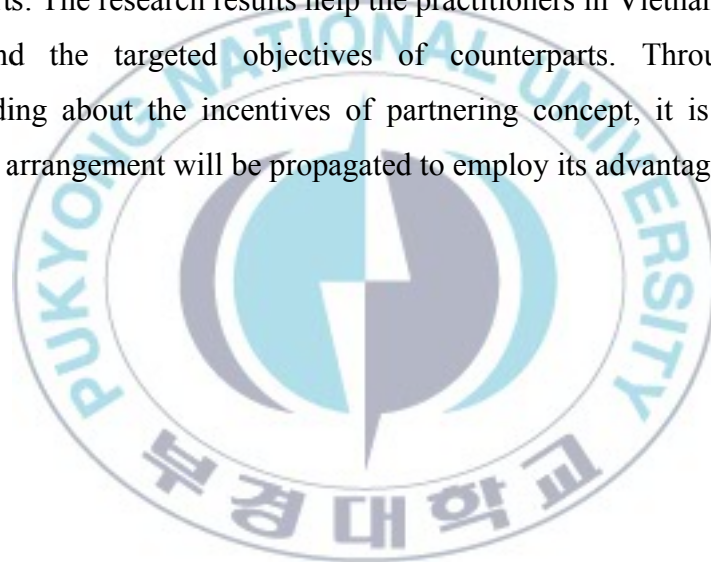 rts. The research results help the practitioners in Vietnam
nd the targeted objectives of counterparts. Throu
ding about the incentives of partnering concept, it is
arrangement will be propagated to employ its advantag
PUKYONG NATIONAL UNIVERSITY
부경대학교